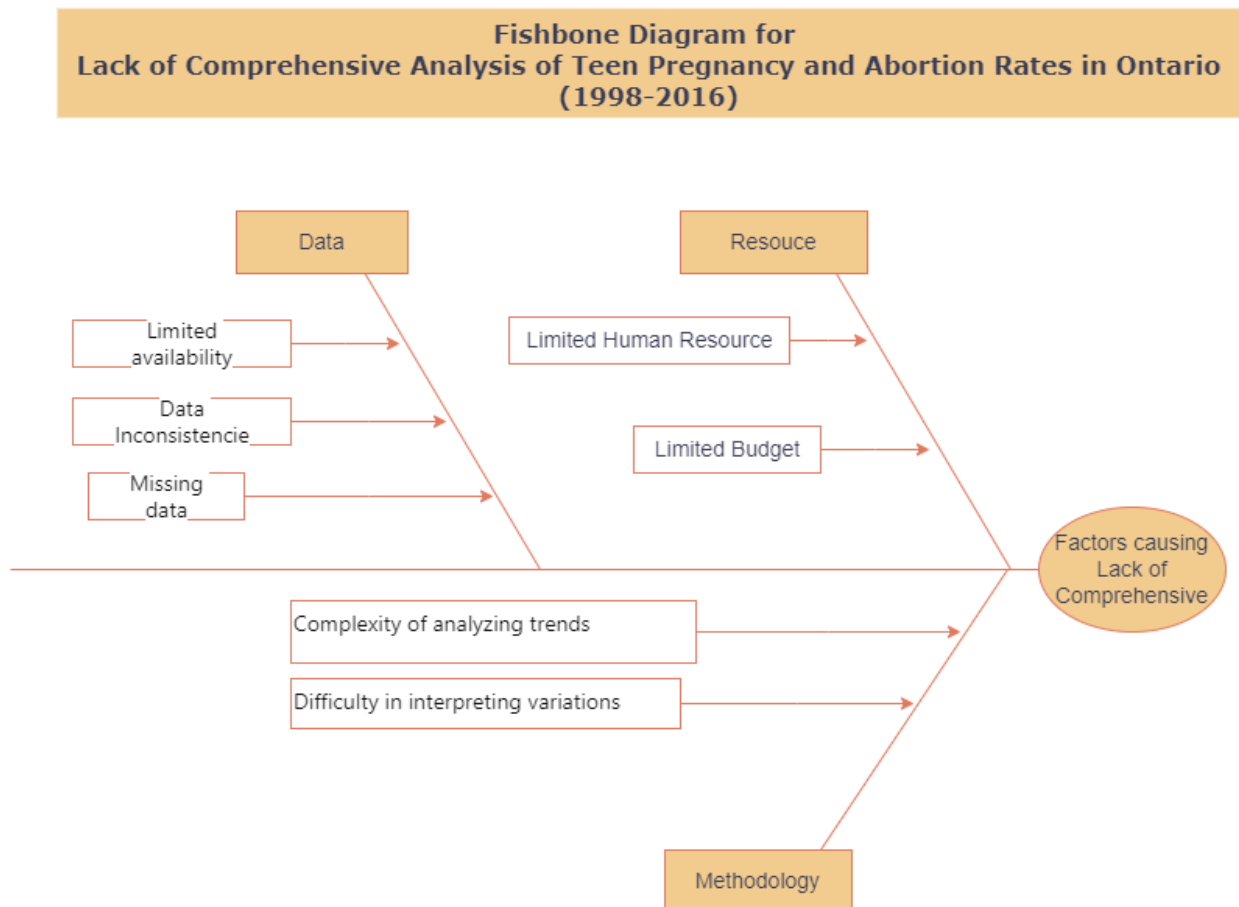 Fishbone Diagram for
Lack of Comprehensive Analysis of Teen Pregnancy and Abortion Rates in Ontario
(1998-2016)
Data
Resouce
Limited
availability
Limited Human Resource
Data
Inconsistencie
Limited Budget
Missing
data
Factors causing
Lack of
Comprehensive
Complexity of analyzing trends
Difficulty in interpreting variations
Methodology